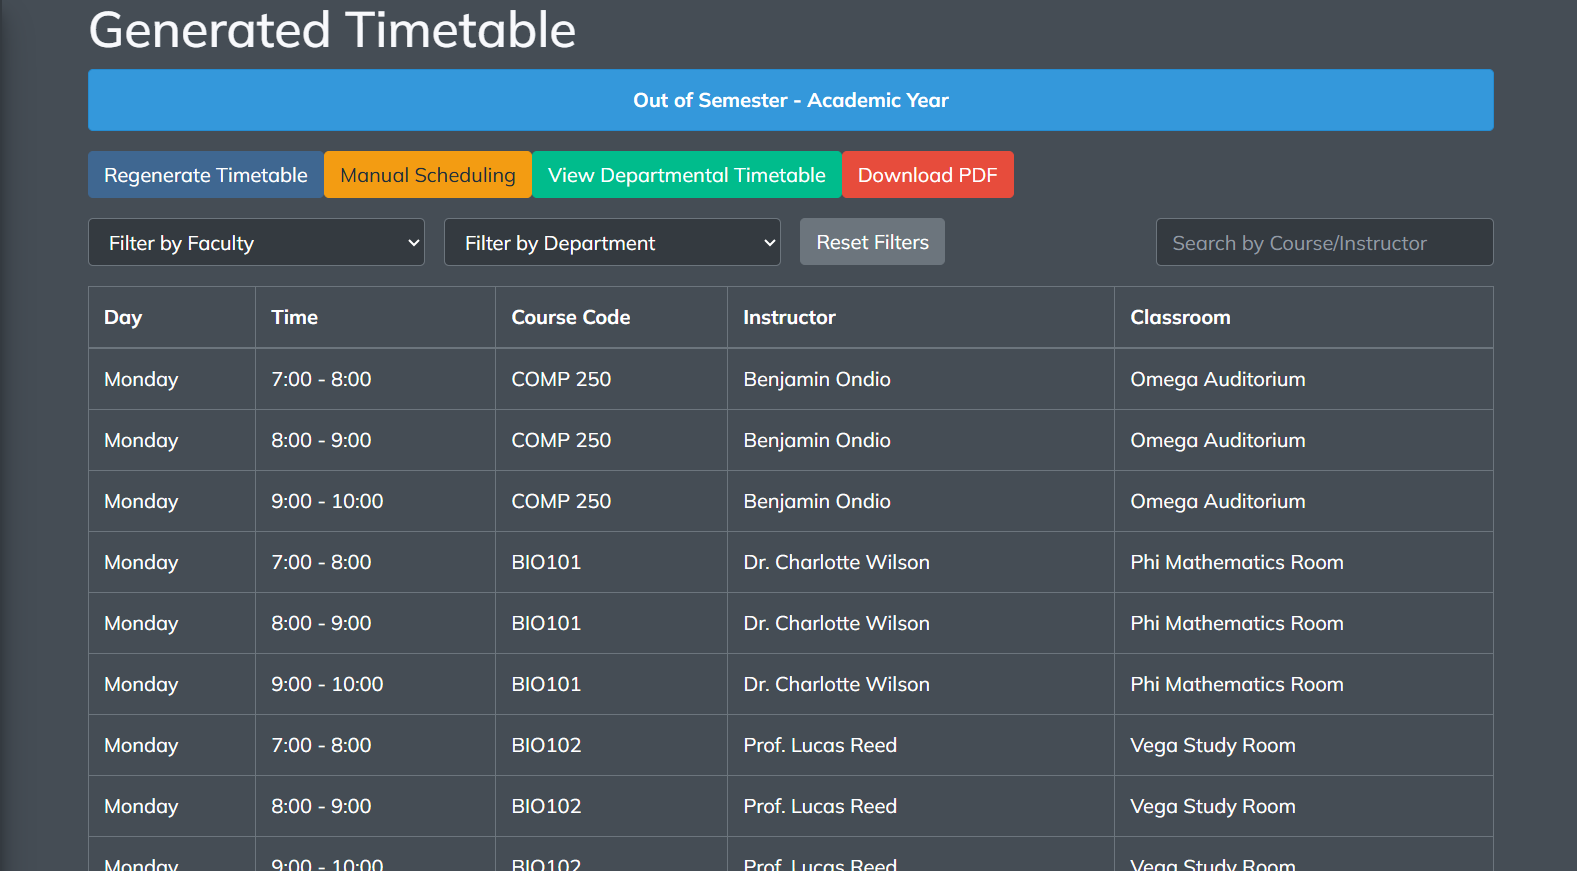 Generated Timetable
Out of Semester - Academic Year
Regenerate Timetable Manual Scheduling View Departmental Timetable Download PDF
Filter by Faculty Filter by Department Reset Filters Search by Course/Instructor
Day Time Course Code Instructor Classroom
Monday 7:00 - 8:00 COMP 250 Benjamin Ondio Omega Auditorium
Monday 8:00 - 9:00 COMP 250 Benjamin Ondio Omega Auditorium
Monday 9:00 - 10:00 COMP 250 Benjamin Ondio Omega Auditorium
Monday 7:00 - 8:00 BIO101 Dr. Charlotte Wilson Phi Mathematics Room
Monday 8:00 - 9:00 BIO101 Dr. Charlotte Wilson Phi Mathematics Room
Monday 9:00 - 10:00 BIO101 Dr. Charlotte Wilson Phi Mathematics Room
Monday 7:00 - 8:00 BIO102 Prof. Lucas Reed Vega Study Room
Monday 8:00 - 9:00 BIO102 Prof. Lucas Reed Vega Study Room
Monday 9:00 - 10:00 BIO102 Prof. Lucas Reed Vega Study Room